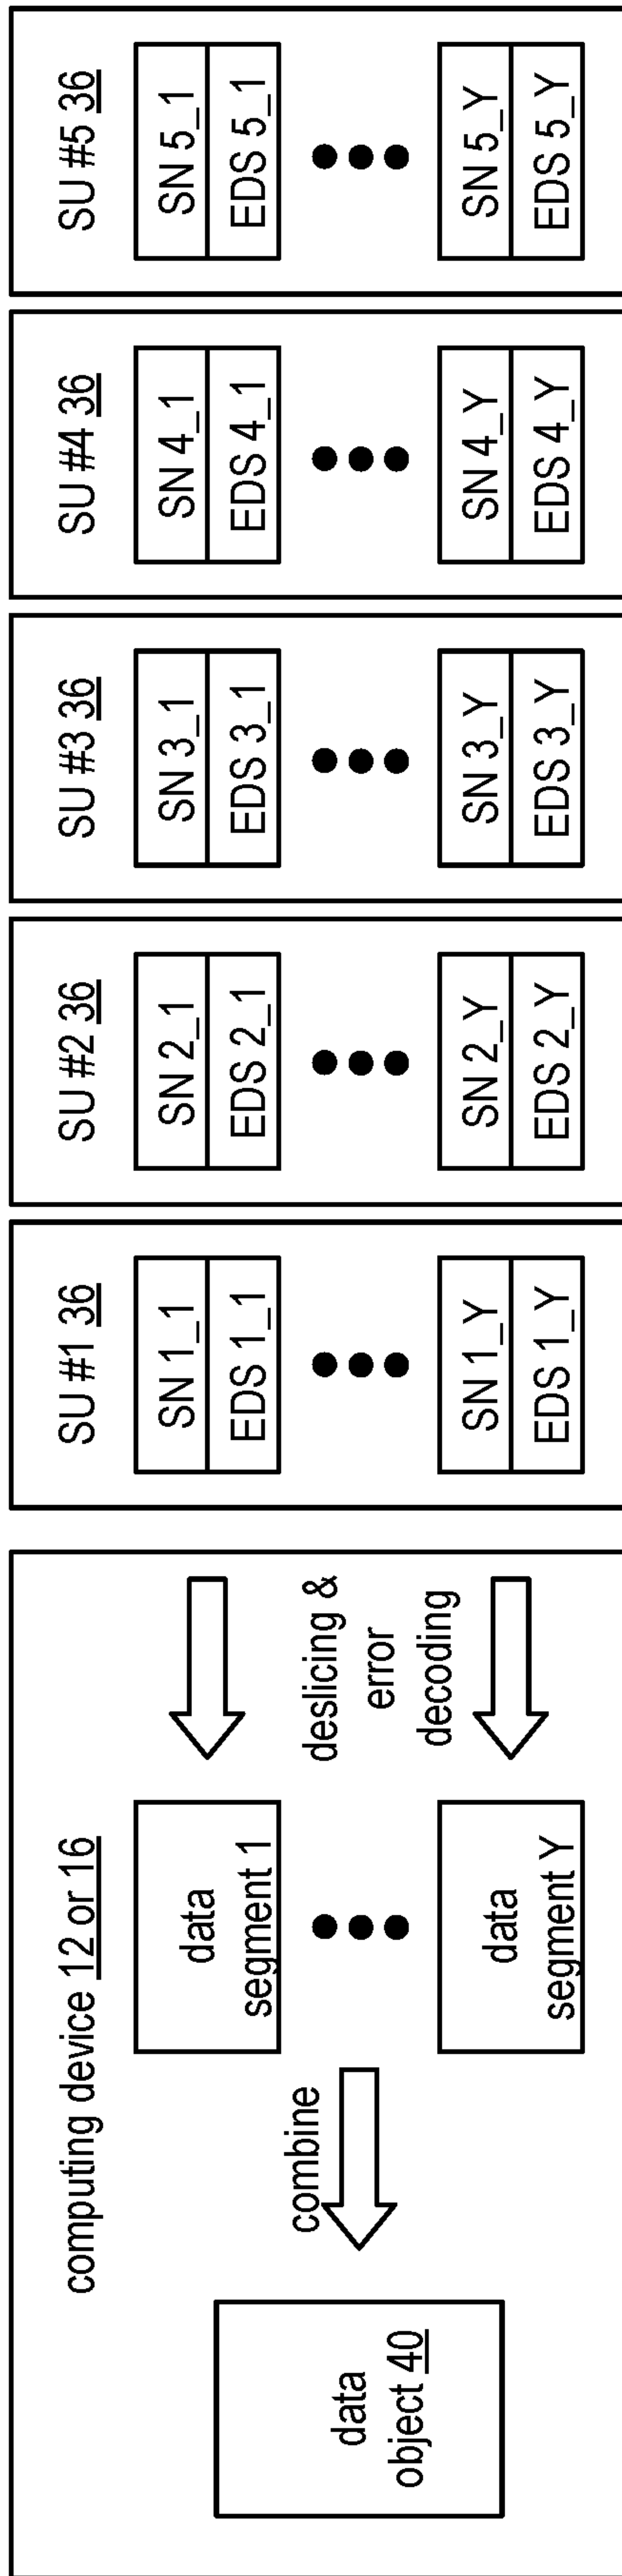 computing device 12 or 16
data
object 40
combine
data
segment 1
data
segment Y
deslicing &
error
decoding
SU #1 36
SN 1_1
EDS 1_1
SN 1_Y
EDS 1_Y
SU #2 36
SN 2_1
EDS 2_1
SN 2_Y
EDS 2_Y
SU #3 36
SN 3_1
EDS 3_1
SN 3_Y
EDS 3_Y
SU #4 36
SN 4_1
EDS 4_1
SN 4_Y
EDS 4_Y
SU #5 36
SN 5_1
EDS 5_1
SN 5_Y
EDS 5_Y